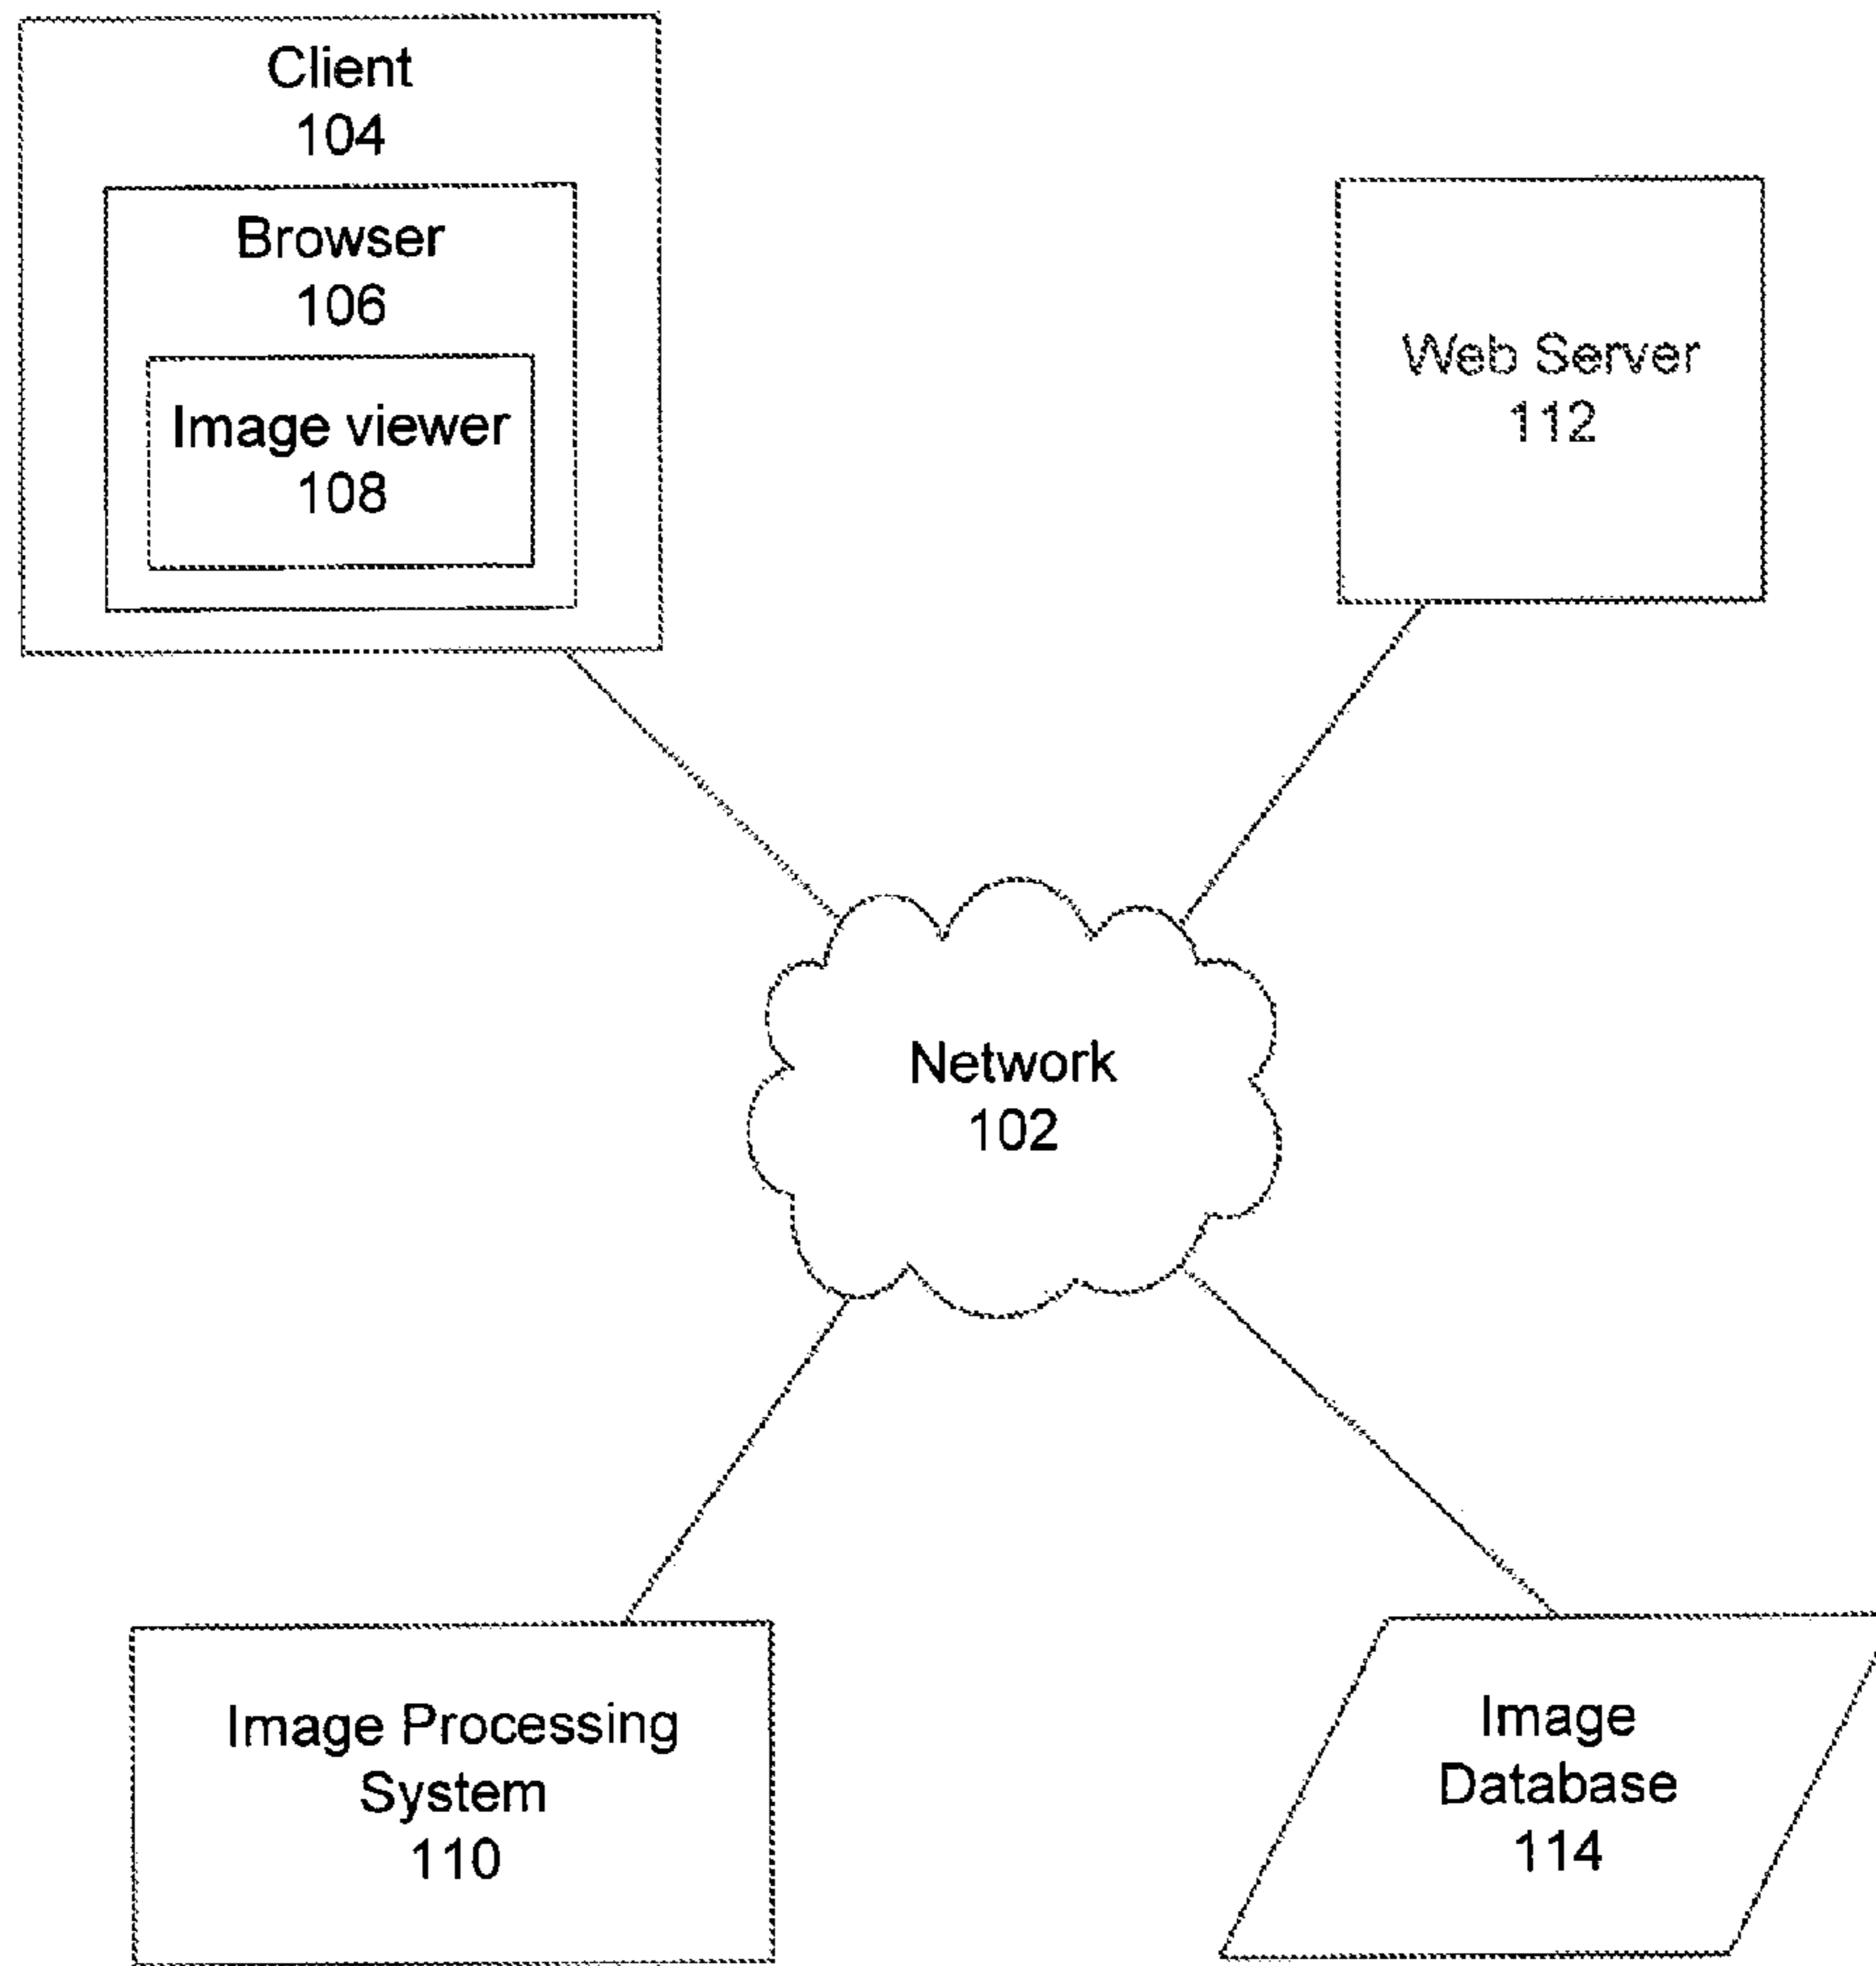 Client
104
Browser
106
Image viewer
108
Web Server
112
Network
102
Image Processing
System
110
Image
Database
114